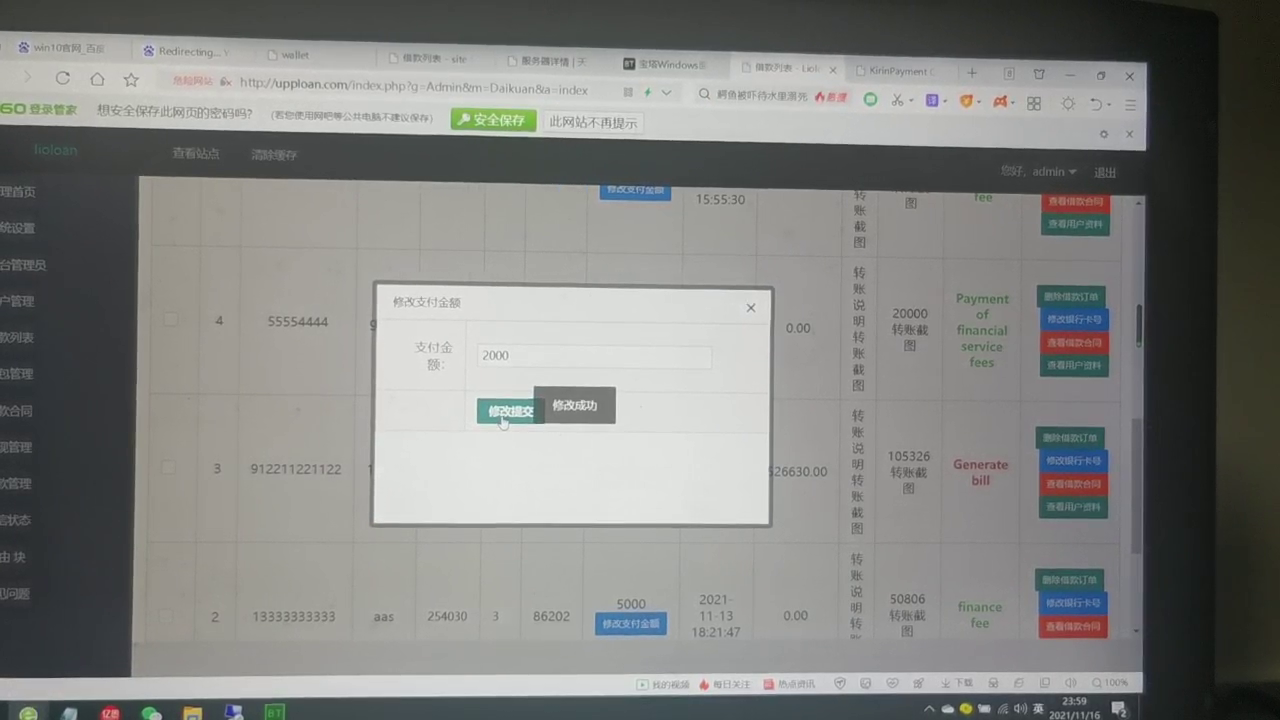 win10官网_百度
Redirecting...
wallet
借款列表 - site
服务器详情 | 天
宝塔Windows面
借款列表 - Liolo
KirinPayment C
危险网站
http://upploan.com/index.php?g=Admin&m=Daikuan&a=index
鳄鱼被吓待水里溺死
热搜
60 登录管家
想安全保存此网页的密码吗?
(若您使用网吧等公共电脑不建议保存)
安全保存
此网站不再提示
lioloan
查看站点
清除缓存
您好, admin
退出
理首页
统设置
台管理员
户管理
款列表
包管理
款合同
现管理
款管理
由 块
见问题
修改支付金额
15:55:30
转账截图
图
fee
查看借款合同
查看用户资料
4
55554444
0.00
转账说明转账截图
20000
转账截
图
Payment
of
financial
service
fees
删除借款订单
修改银行卡号
查看借款合同
查看用户资料
修改支付金额
支付金
额:
2000
修改提交
修改成功
3
912211221122
526630.00
转账说明转账截图
105326
转账截
图
Generate
bill
删除借款订单
修改银行卡号
查看借款合同
查看用户资料
2
13333333333
aas
254030
3
86202
5000
修改支付金额
2021-
11-13
18:21:47
0.00
转账说明转
50806
转账截
图
finance
fee
删除借款订单
修改银行卡号
查看借款合同
我的视频
每日关注
热点资讯
下载
100%
BT
英
23:59
2021/11/16
2